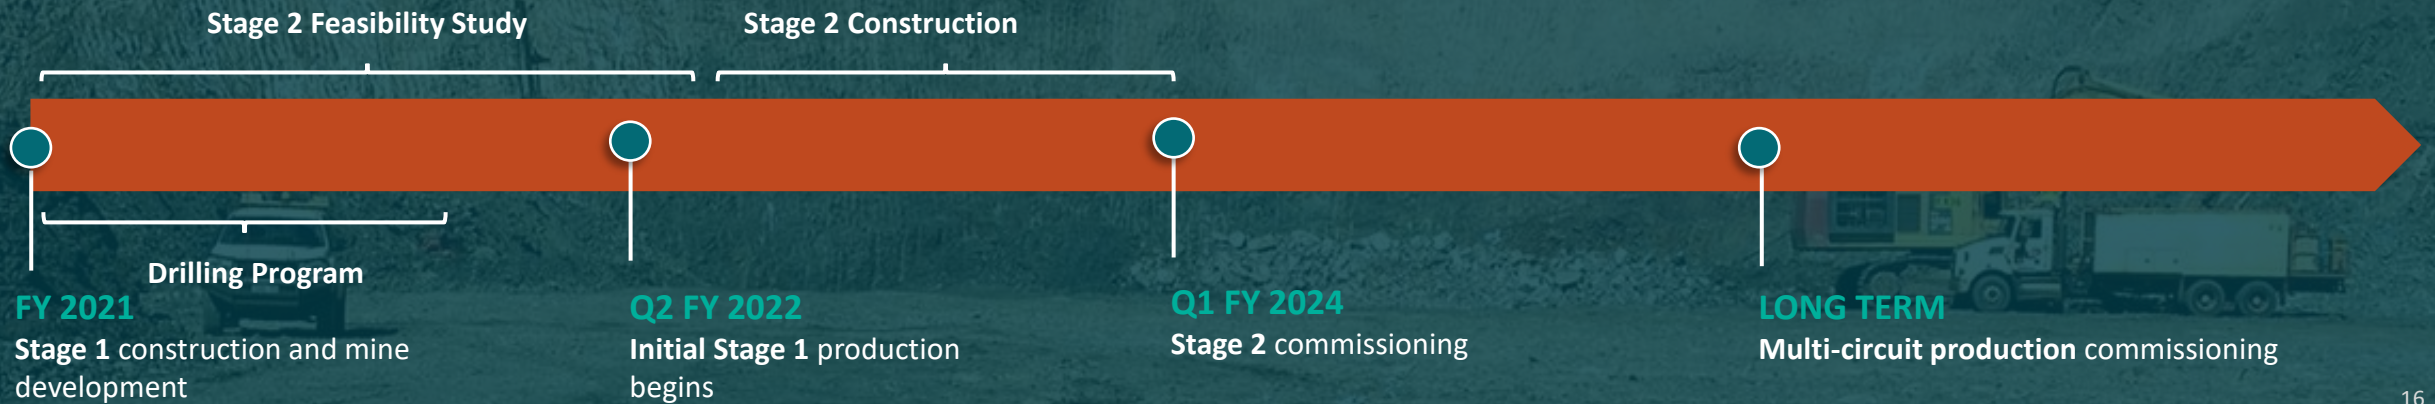 Stage 2 Feasibility Study
Stage 2 Construction
Drilling Program
FY 2021
Stage 1 construction and mine
development
Q2 FY 2022
Initial Stage 1 production
begins
Q1 FY 2024
Stage 2 commissioning
LONG TERM
Multi-circuit production commissioning
16